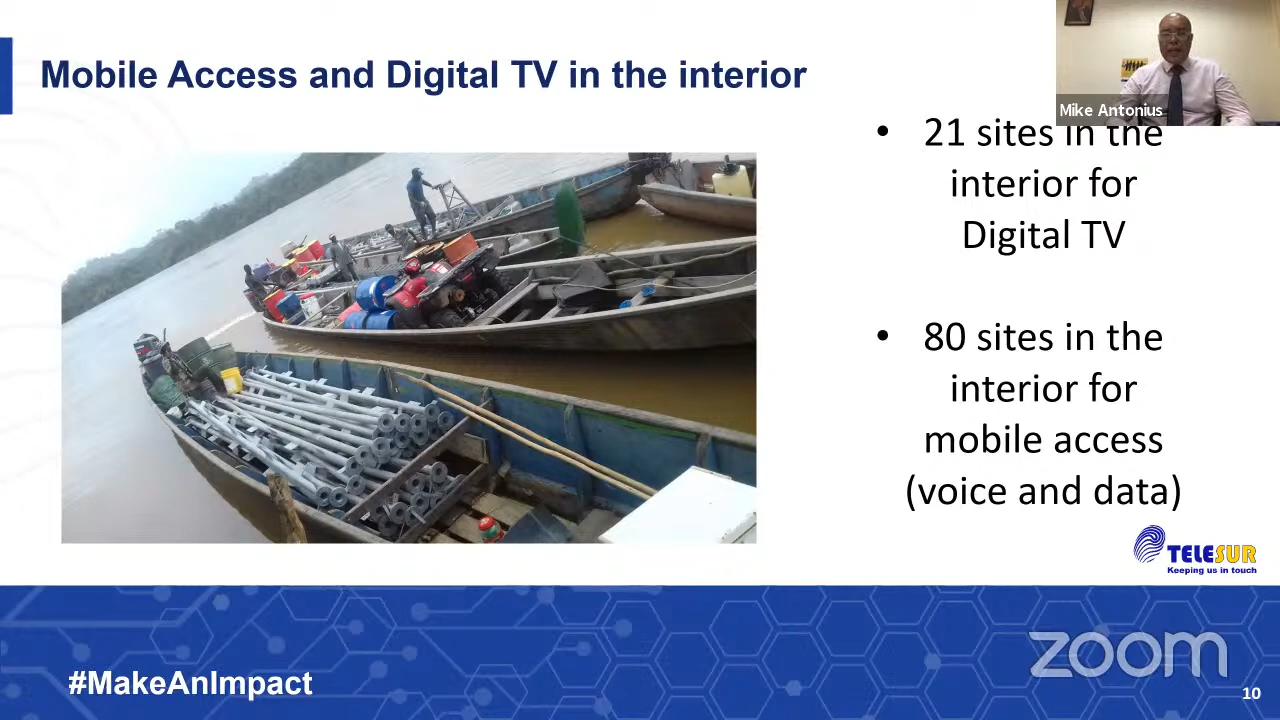 Mobile Access and Digital TV in the interior
Mike Antonius
• 21 sites in the
interior for
Digital TV
• 80 sites in the
interior for
mobile access
(voice and data)
TELESUR
Keeping us in touch
#MakeAnImpact
zoom
10